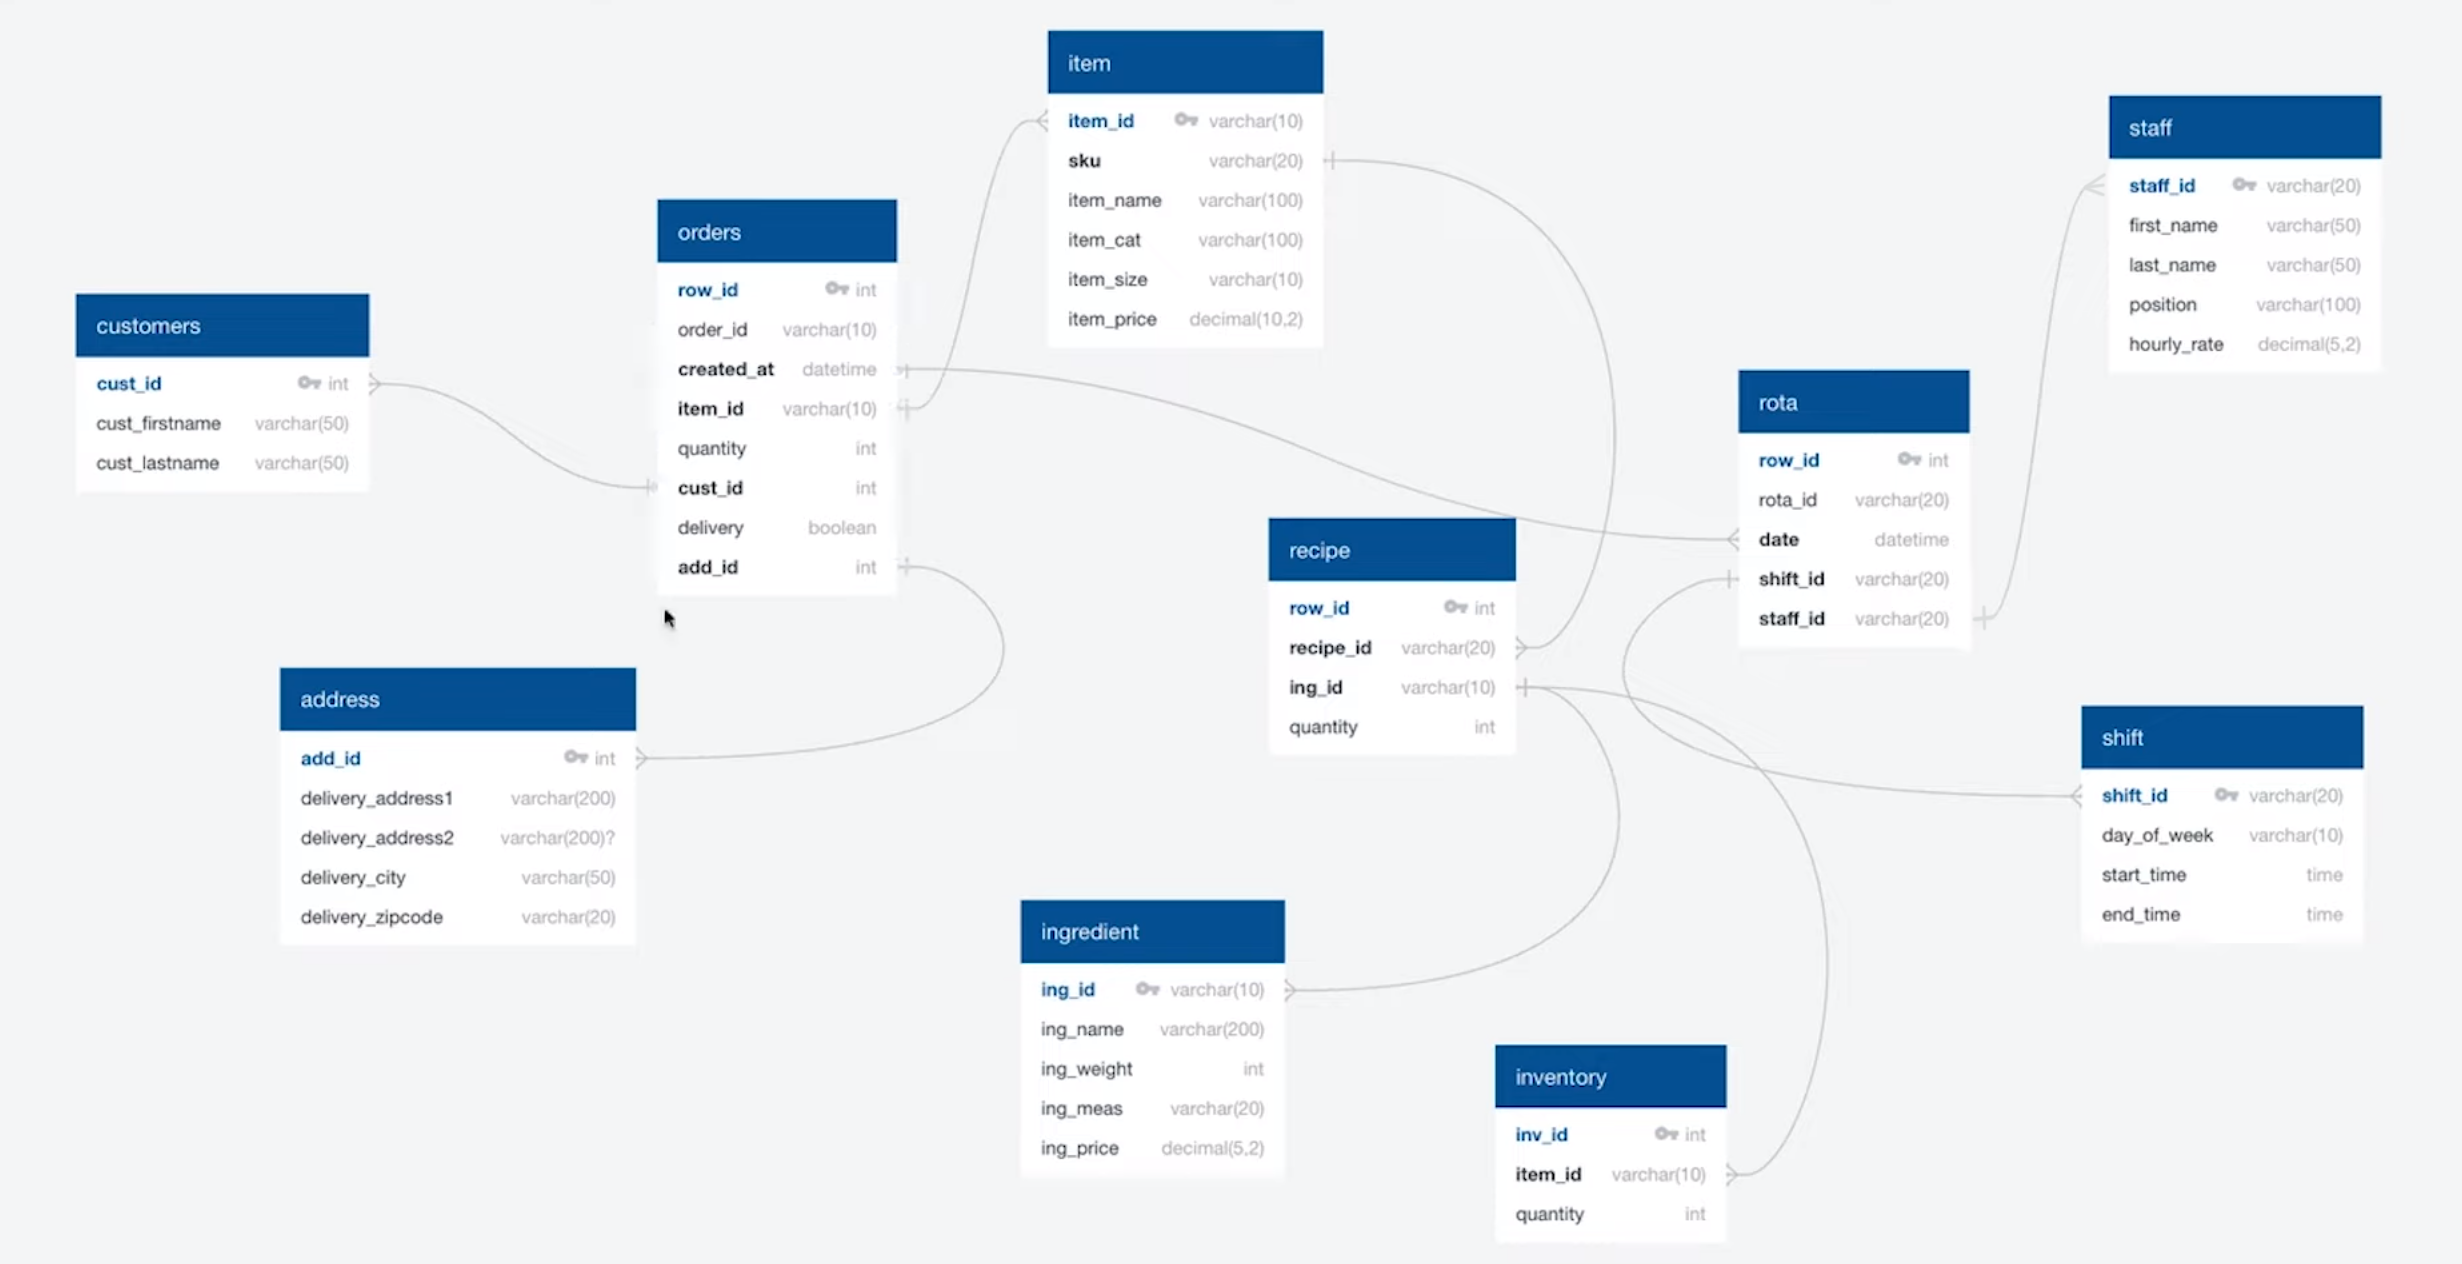 customers
cust_id int
cust_firstname varchar(50)
cust_lastname varchar(50)
orders
row_id int
order_id varchar(10)
created_at datetime
item_id varchar(10)
quantity int
cust_id int
delivery boolean
add_id int
address
add_id int
delivery_address1 varchar(200)
delivery_address2 varchar(200)?
delivery_city varchar(50)
delivery_zipcode varchar(20)
item
item_id varchar(10)
sku varchar(20)
item_name varchar(100)
item_cat varchar(100)
item_size varchar(10)
item_price decimal(10,2)
recipe
row_id int
recipe_id varchar(20)
ing_id varchar(10)
quantity int
ingredient
ing_id varchar(10)
ing_name varchar(200)
ing_weight int
ing_meas varchar(20)
ing_price decimal(5,2)
inventory
inv_id int
item_id varchar(10)
quantity int
rota
row_id int
rota_id varchar(20)
date datetime
shift_id varchar(20)
staff_id varchar(20)
staff
staff_id varchar(20)
first_name varchar(50)
last_name varchar(50)
position varchar(100)
hourly_rate decimal(5,2)
shift
shift_id varchar(20)
day_of_week varchar(10)
start_time time
end_time time